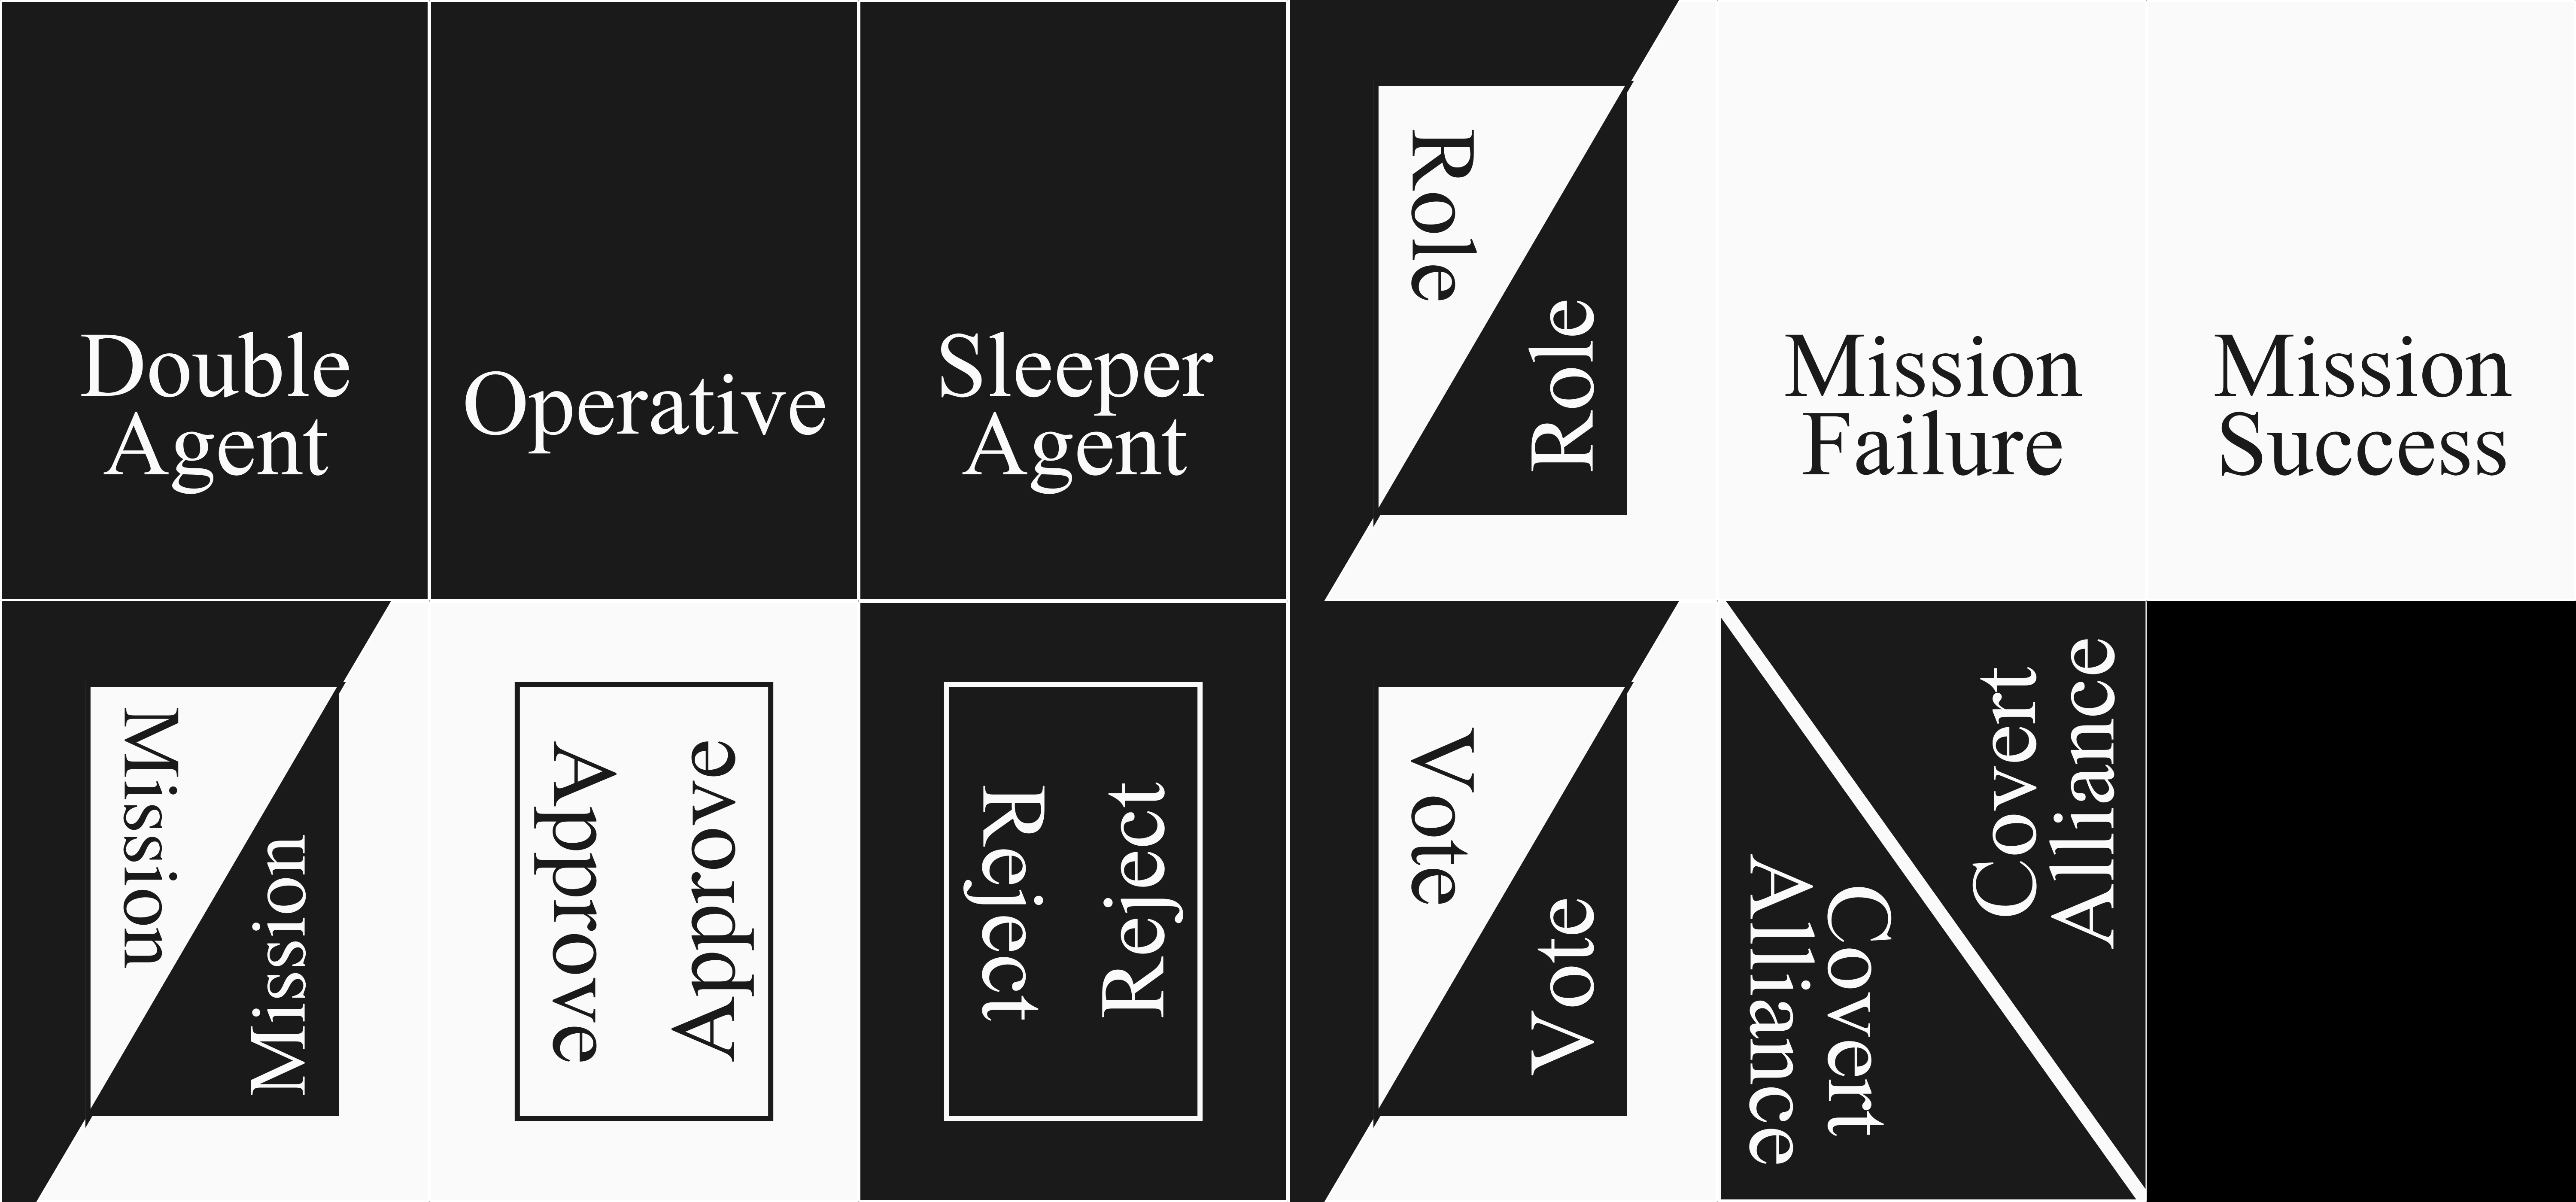 Double
Agent
Operative
Sleeper
Agent
Role
Role
Mission
Failure
Mission
Success
Mission
Mission
Approve
Approve
Reject
Reject
Vote
Vote
Covert
Alliance
Covert
Alliance